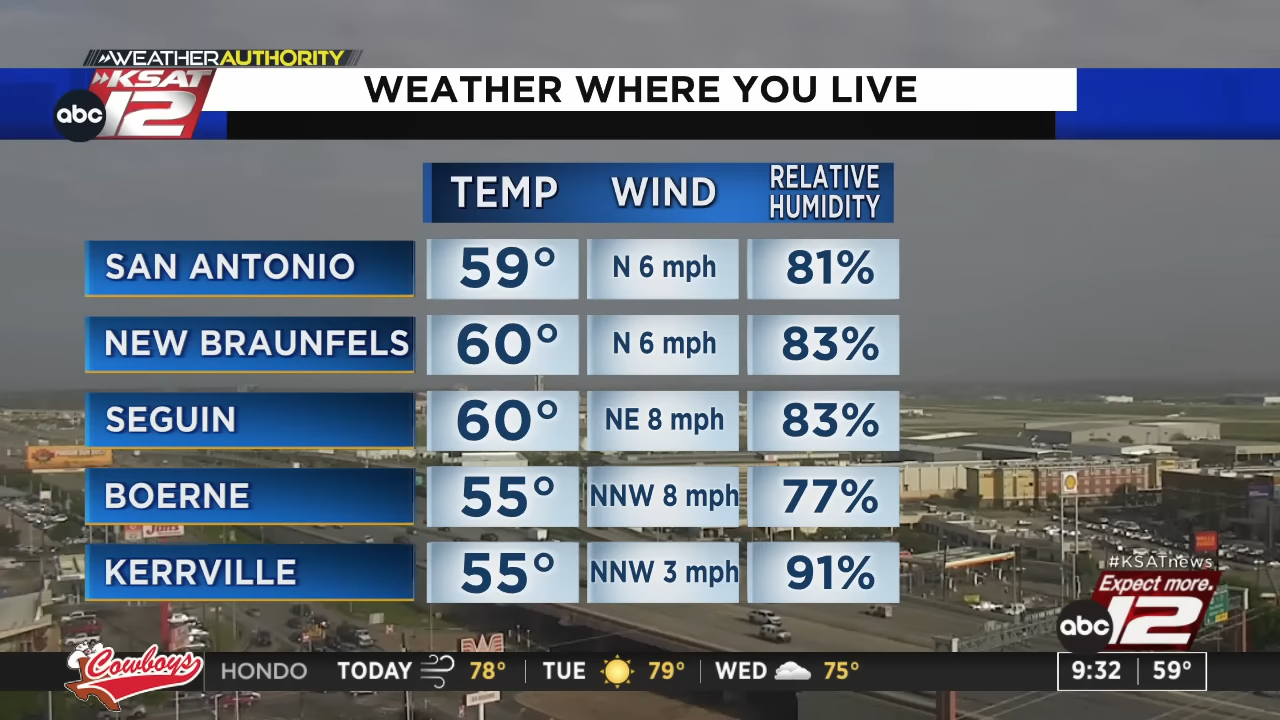 WEATHERAUTHORITY
KSAT
abc 12
WEATHER WHERE YOU LIVE
TEMP WIND RELATIVE HUMIDITY
SAN ANTONIO 59° N 6 mph 81%
NEW BRAUNFELS 60° N 6 mph 83%
SEGUIN 60° NE 8 mph 83%
BOERNE 55° NNW 8 mph 77%
KERRVILLE 55° NNW 3 mph 91%
#KSATnews
Expect more.
abc 12
Cowboys HONDO TODAY 78° TUE 79° WED 75° 9:32 59°